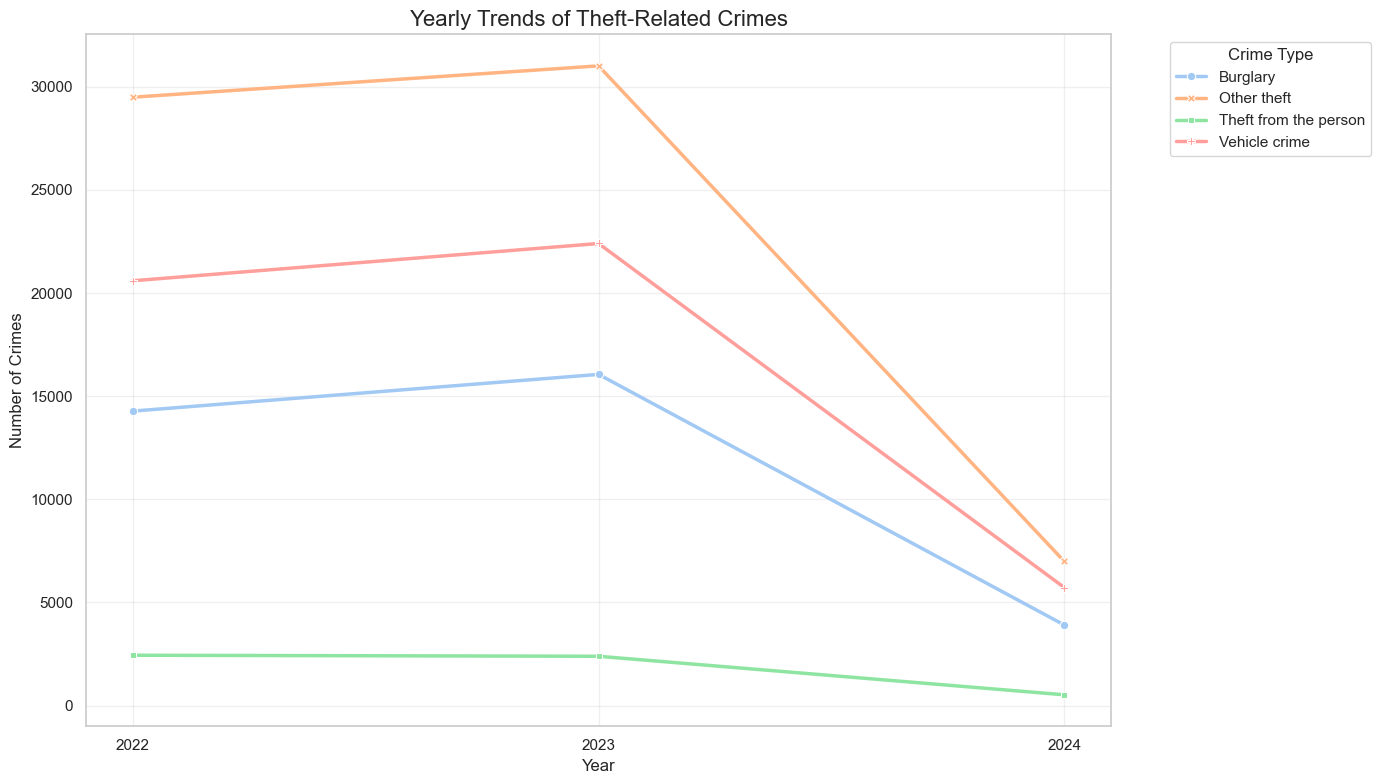 Yearly Trends of Theft-Related Crimes
Crime Type
Burglary
Other theft
Theft from the person
Vehicle crime
Number of Crimes
30000
25000
20000
15000
10000
5000
0
2022
2023
2024
Year